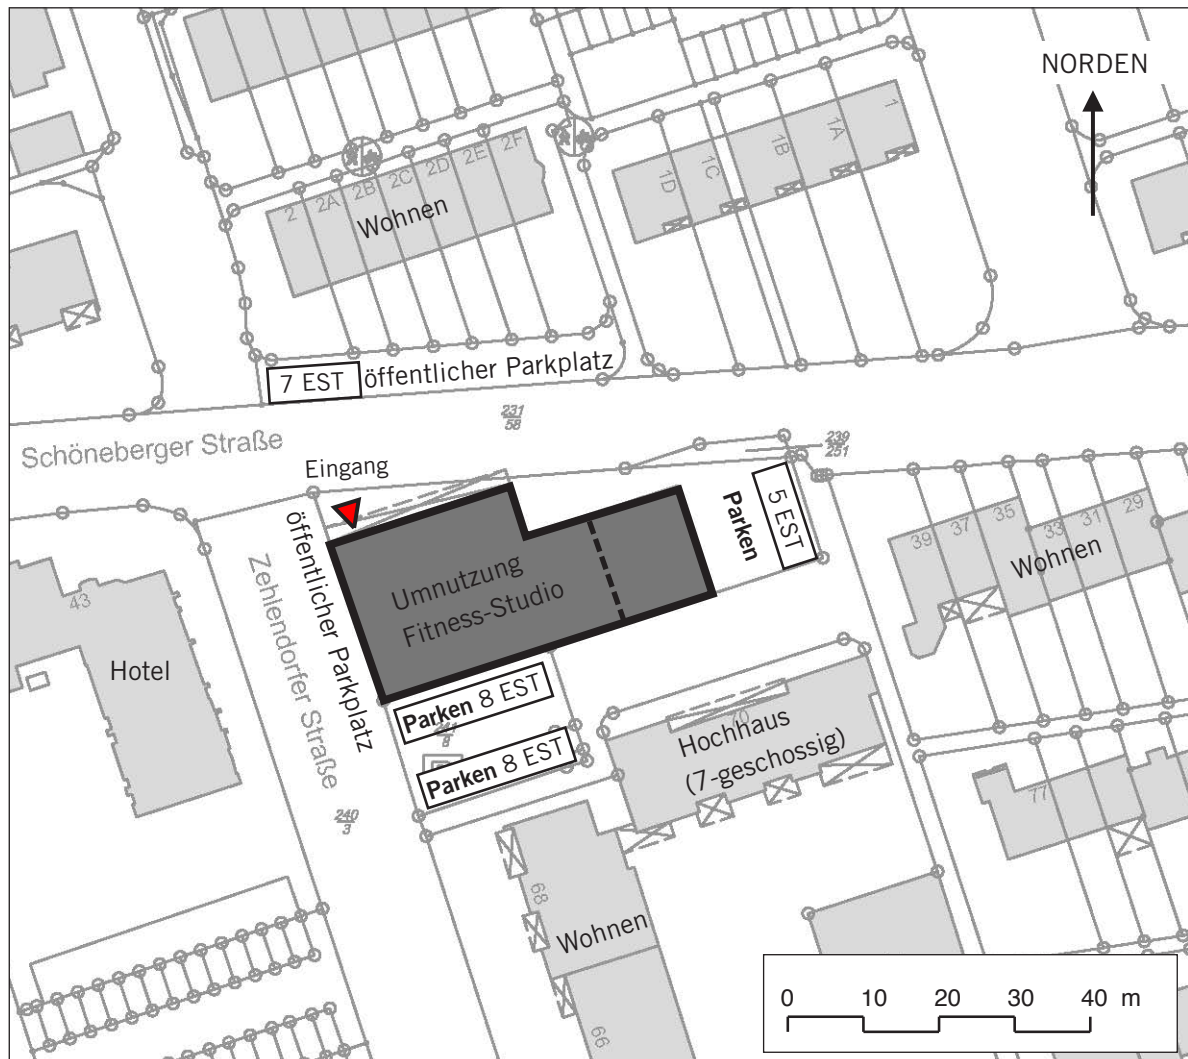 NORDEN
1
1A
1B
1C
1D
2F
2E
2D
2C
2B
2A
2
Wohnen
7 EST
öffentlicher Parkplatz
231
58
Schöneberger Straße
239
251
Eingang
öffentlicher Parkplatz
Zehlendorfer Straße
Umnutzung
Fitness-Studio
Parken
5 EST
39
37
35
33
31
29
Wohnen
43
Hotel
Parken 8 EST
241
8
Parken 8 EST
70
Hochhaus
(7-geschossig)
77
240
3
68
Wohnen
66
0 10 20 30 40 m